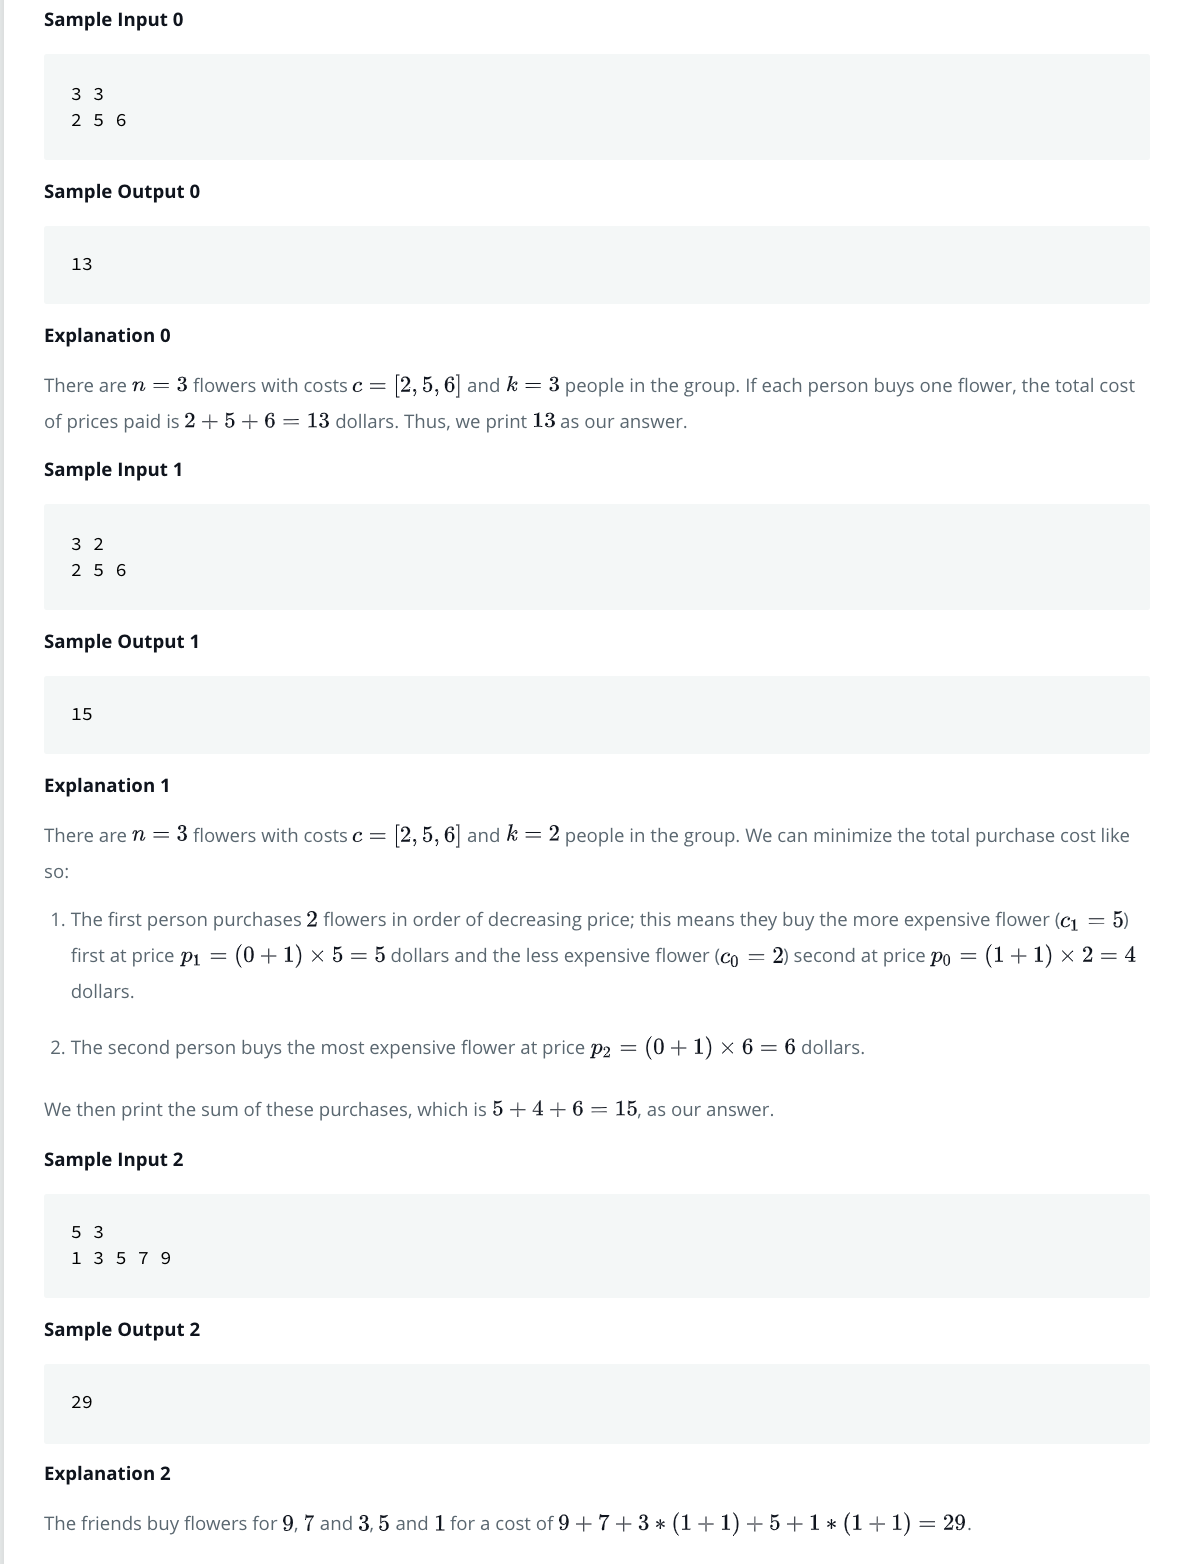 Sample Input 0
3 3
2 5 6
Sample Output 0
13
Explanation 0
There are n = 3 flowers with costs c = [2, 5, 6] and k = 3 people in the group. If each person buys one flower, the total cost
of prices paid is 2 + 5 + 6 = 13 dollars. Thus, we print 13 as our answer.
Sample Input 1
3 2
2 5 6
Sample Output 1
15
Explanation 1
There are n = 3 flowers with costs c = [2, 5, 6] and k = 2 people in the group. We can minimize the total purchase cost like
so:
1. The first person purchases 2 flowers in order of decreasing price; this means they buy the more expensive flower (c₁ = 5)
first at price p₁ = (0 + 1) × 5 = 5 dollars and the less expensive flower (c₀ = 2) second at price p₀ = (1 + 1) × 2 = 4
dollars.
2. The second person buys the most expensive flower at price p₂ = (0 + 1) × 6 = 6 dollars.
We then print the sum of these purchases, which is 5 + 4 + 6 = 15, as our answer.
Sample Input 2
5 3
1 3 5 7 9
Sample Output 2
29
Explanation 2
The friends buy flowers for 9, 7 and 3, 5 and 1 for a cost of 9 + 7 + 3 * (1 + 1) + 5 + 1 * (1 + 1) = 29.